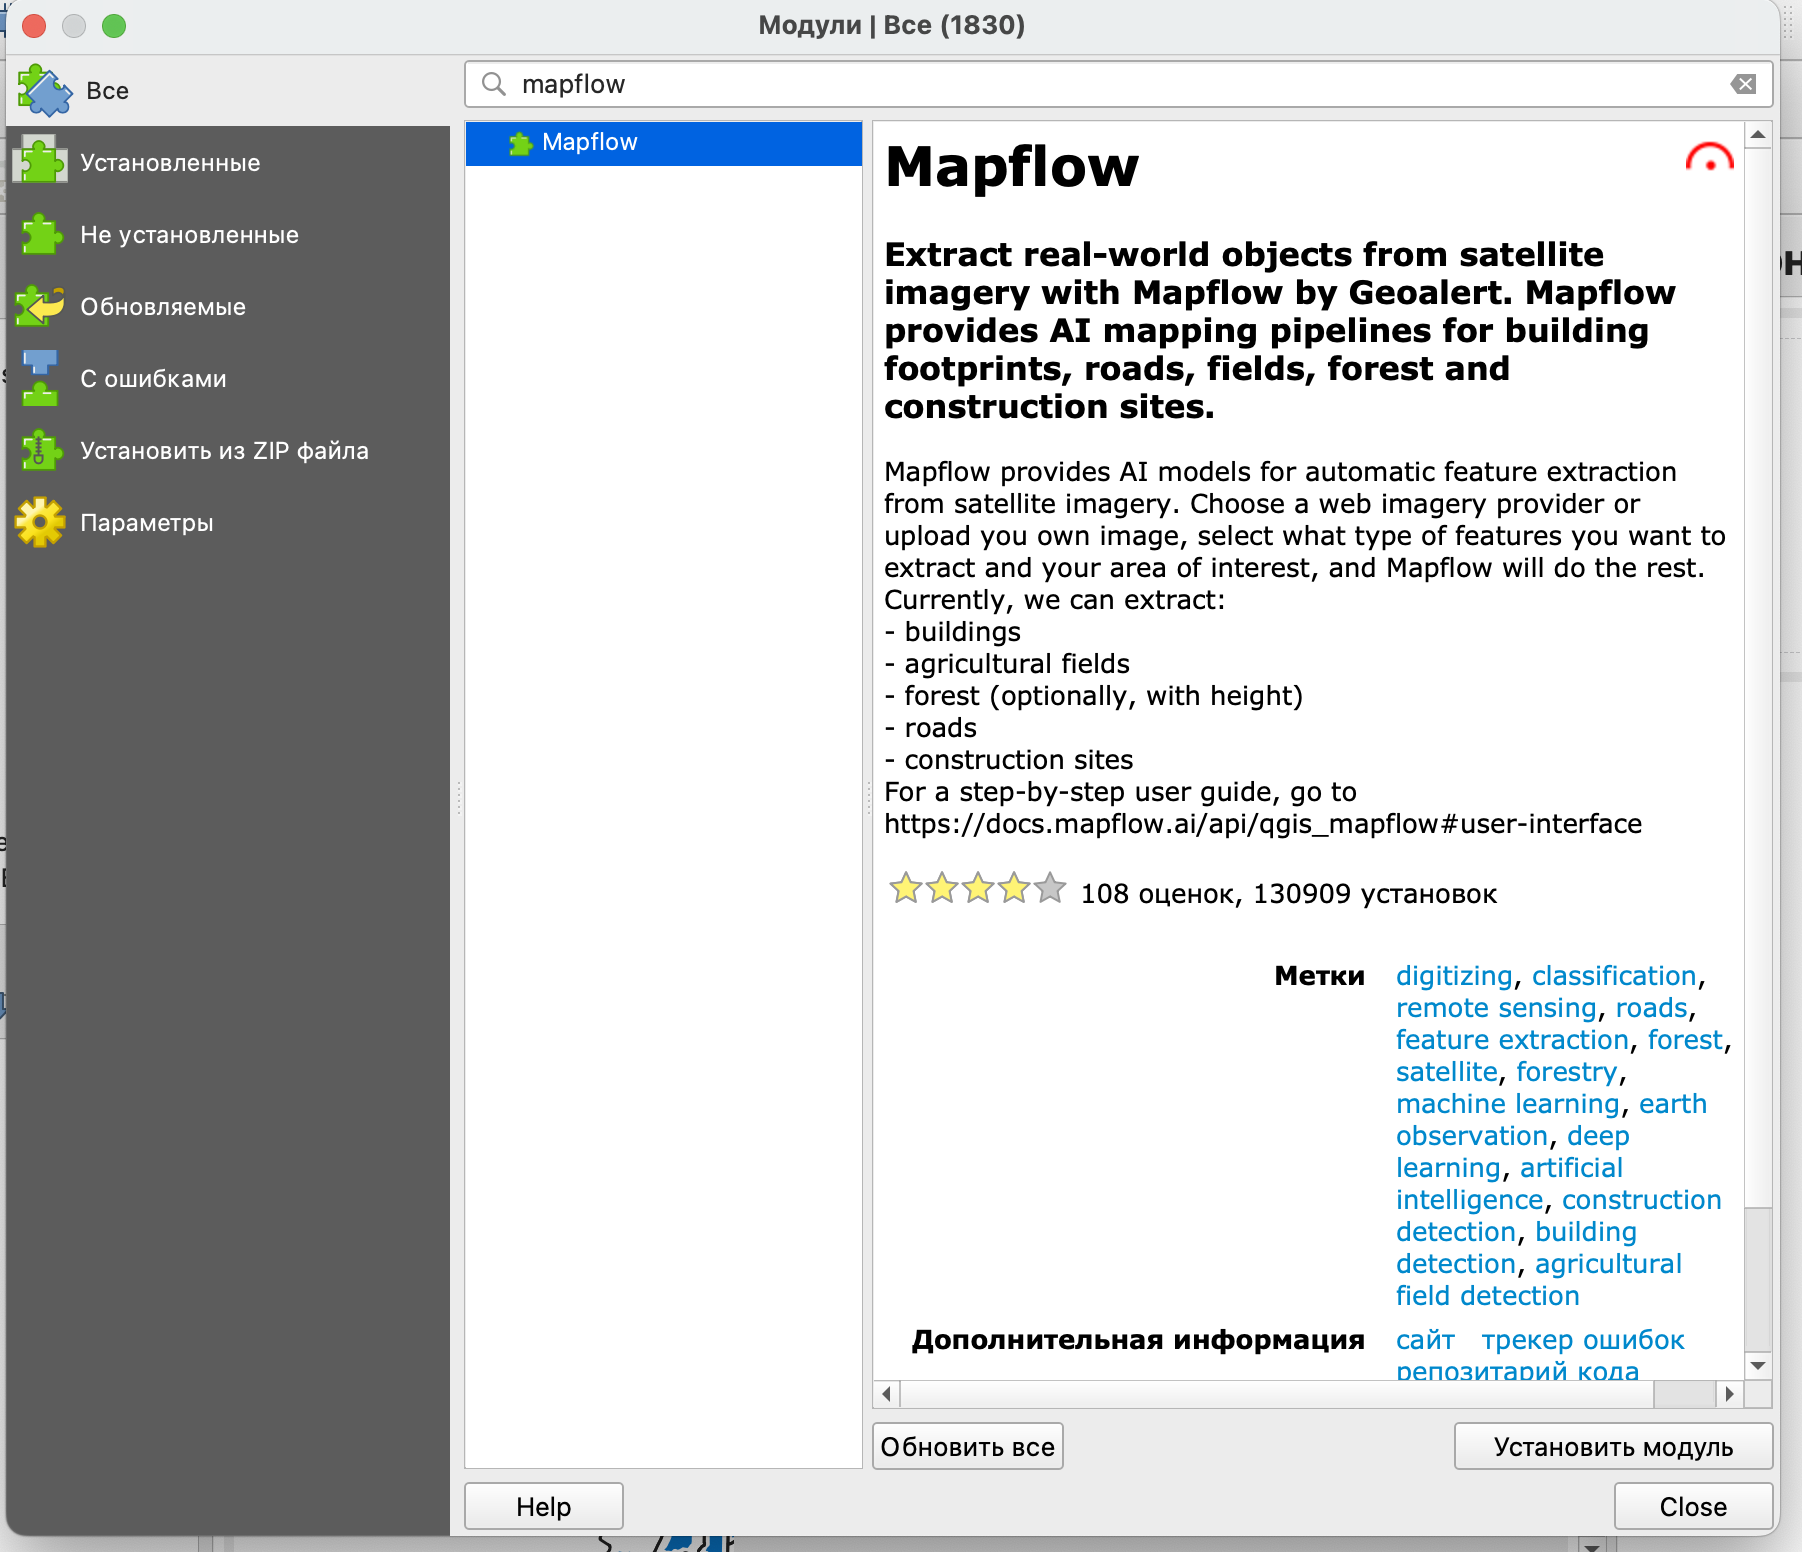 Модули | Все (1830)
Все
Установленные
Не установленные
Обновляемые
С ошибками
Установить из ZIP файла
Параметры
mapflow
Mapflow
Mapflow
Extract real-world objects from satellite
imagery with Mapflow by Geoalert. Mapflow
provides AI mapping pipelines for building
footprints, roads, fields, forest and
construction sites.
Mapflow provides AI models for automatic feature extraction
from satellite imagery. Choose a web imagery provider or
upload you own image, select what type of features you want to
extract and your area of interest, and Mapflow will do the rest.
Currently, we can extract:
- buildings
- agricultural fields
- forest (optionally, with height)
- roads
- construction sites
For a step-by-step user guide, go to
https://docs.mapflow.ai/api/qgis_mapflow#user-interface
108 оценок, 130909 установок
Метки digitizing, classification,
remote sensing, roads,
feature extraction, forest,
satellite, forestry,
machine learning, earth
observation, deep
learning, artificial
intelligence, construction
detection, building
detection, agricultural
field detection
Дополнительная информация сайт трекер ошибок
репозитарий кода
Обновить все
Установить модуль
Help
Close